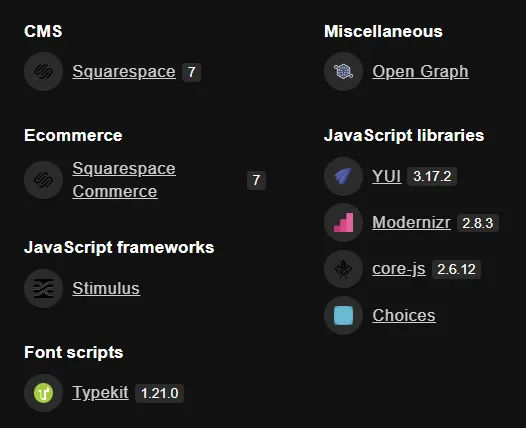 CMS
Squarespace 7
Ecommerce
Squarespace
Commerce 7
JavaScript frameworks
Stimulus
Font scripts
Typekit 1.21.0
Miscellaneous
Open Graph
JavaScript libraries
YUI 3.17.2
Modernizr 2.8.3
core-js 2.6.12
Choices